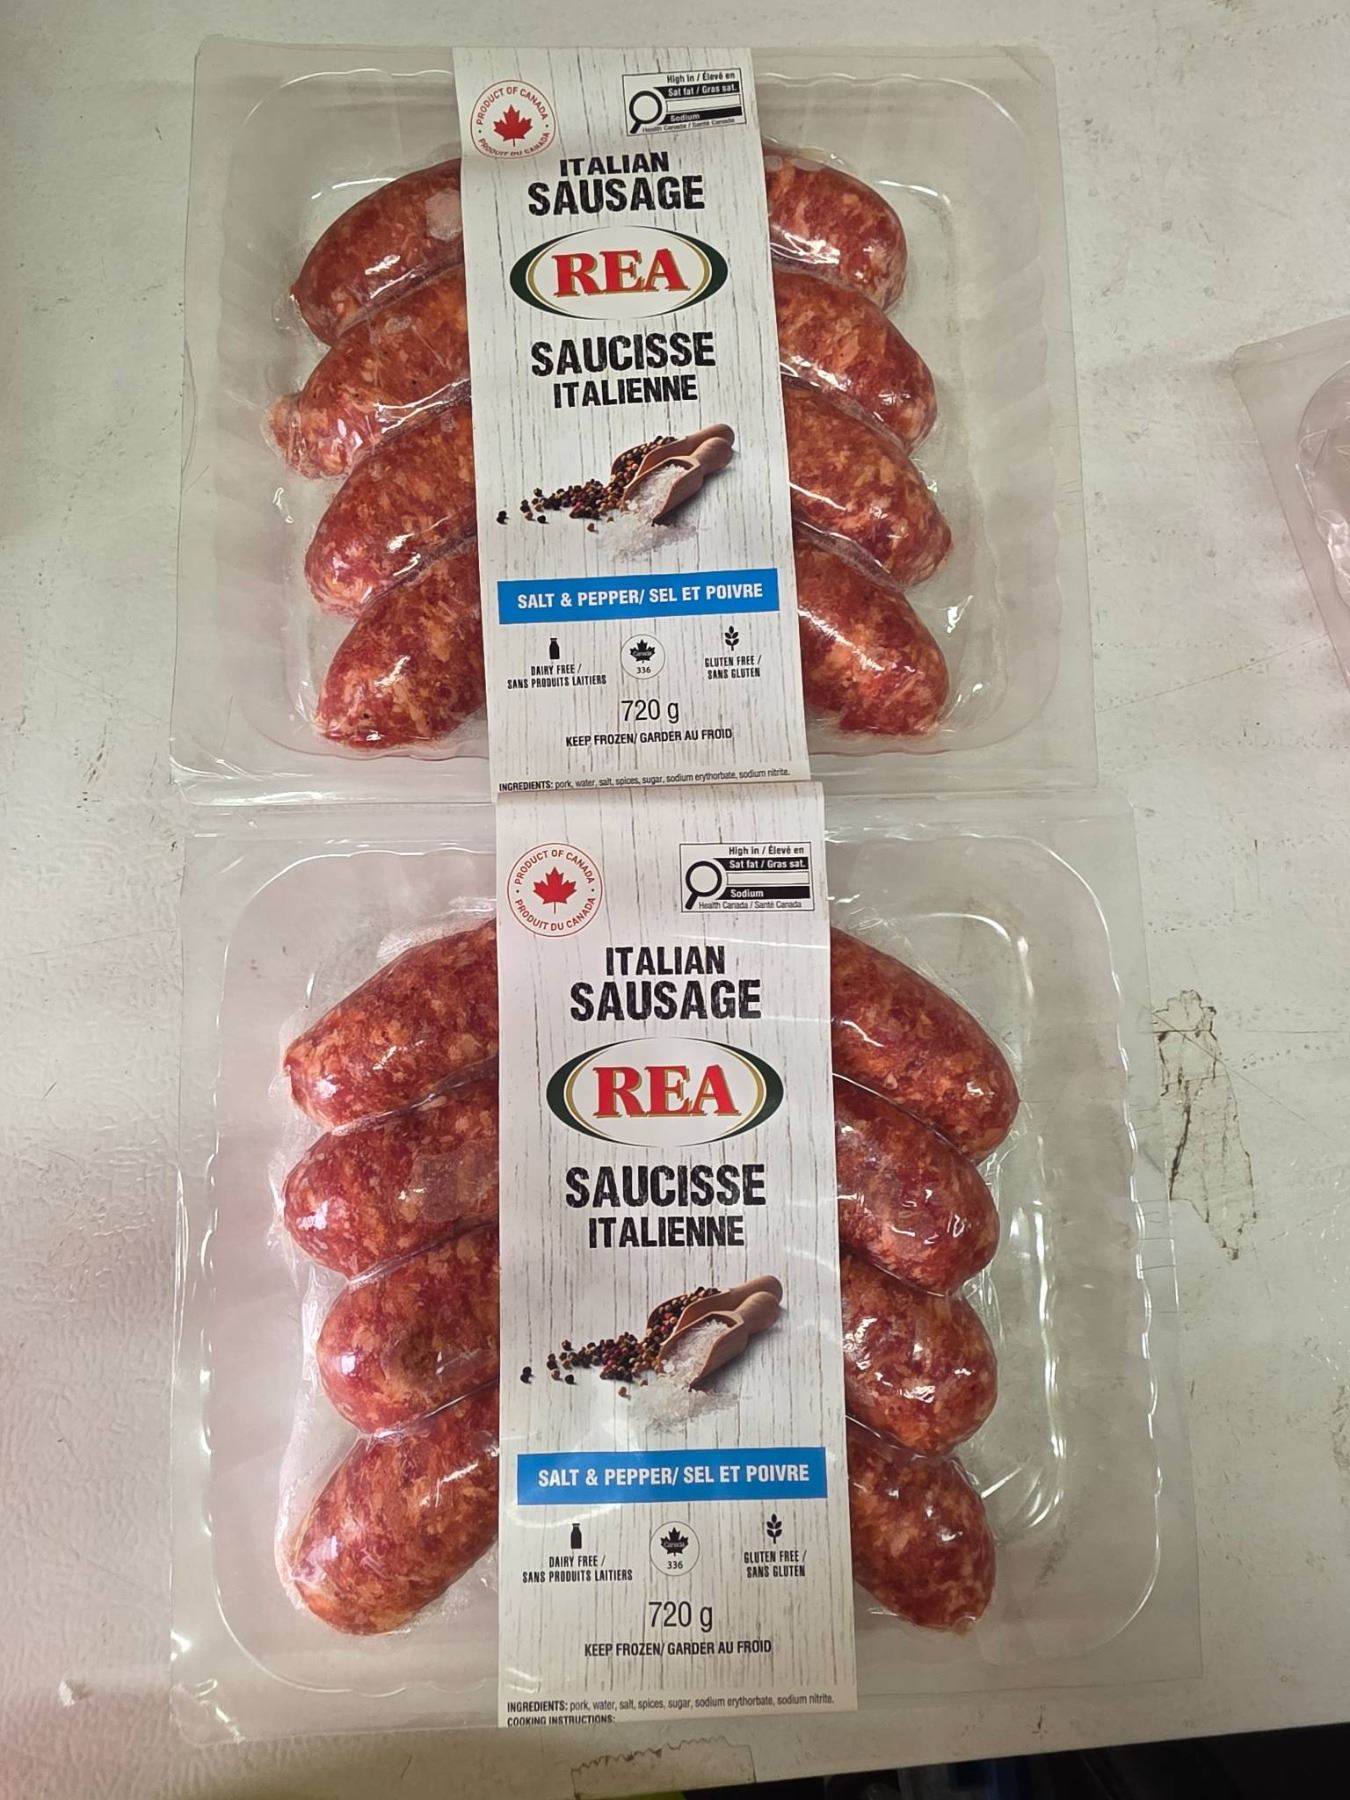 PRODUCT OF CANADA
PRODUIT DU CANADA
High in / Élevé en
Sat fat / Gras sat.
Sodium
Health Canada / Santé Canada
ITALIAN
SAUSAGE
REA
SAUCISSE
ITALIENNE
SALT & PEPPER/ SEL ET POIVRE
DAIRY FREE /
SANS PRODUITS LAITIERS
Canada
336
GLUTEN FREE /
SANS GLUTEN
720 g
KEEP FROZEN/ GARDER AU FROID
INGREDIENTS: pork, water, salt, spices, sugar, sodium erythorbate, sodium nitrite.
PRODUCT OF CANADA
PRODUIT DU CANADA
High in / Élevé en
Sat fat / Gras sat.
Sodium
Health Canada / Santé Canada
ITALIAN
SAUSAGE
REA
SAUCISSE
ITALIENNE
SALT & PEPPER/ SEL ET POIVRE
DAIRY FREE /
SANS PRODUITS LAITIERS
Canada
336
GLUTEN FREE /
SANS GLUTEN
720 g
KEEP FROZEN/ GARDER AU FROID
INGREDIENTS: pork, water, salt, spices, sugar, sodium erythorbate, sodium nitrite.
COOKING INSTRUCTIONS: